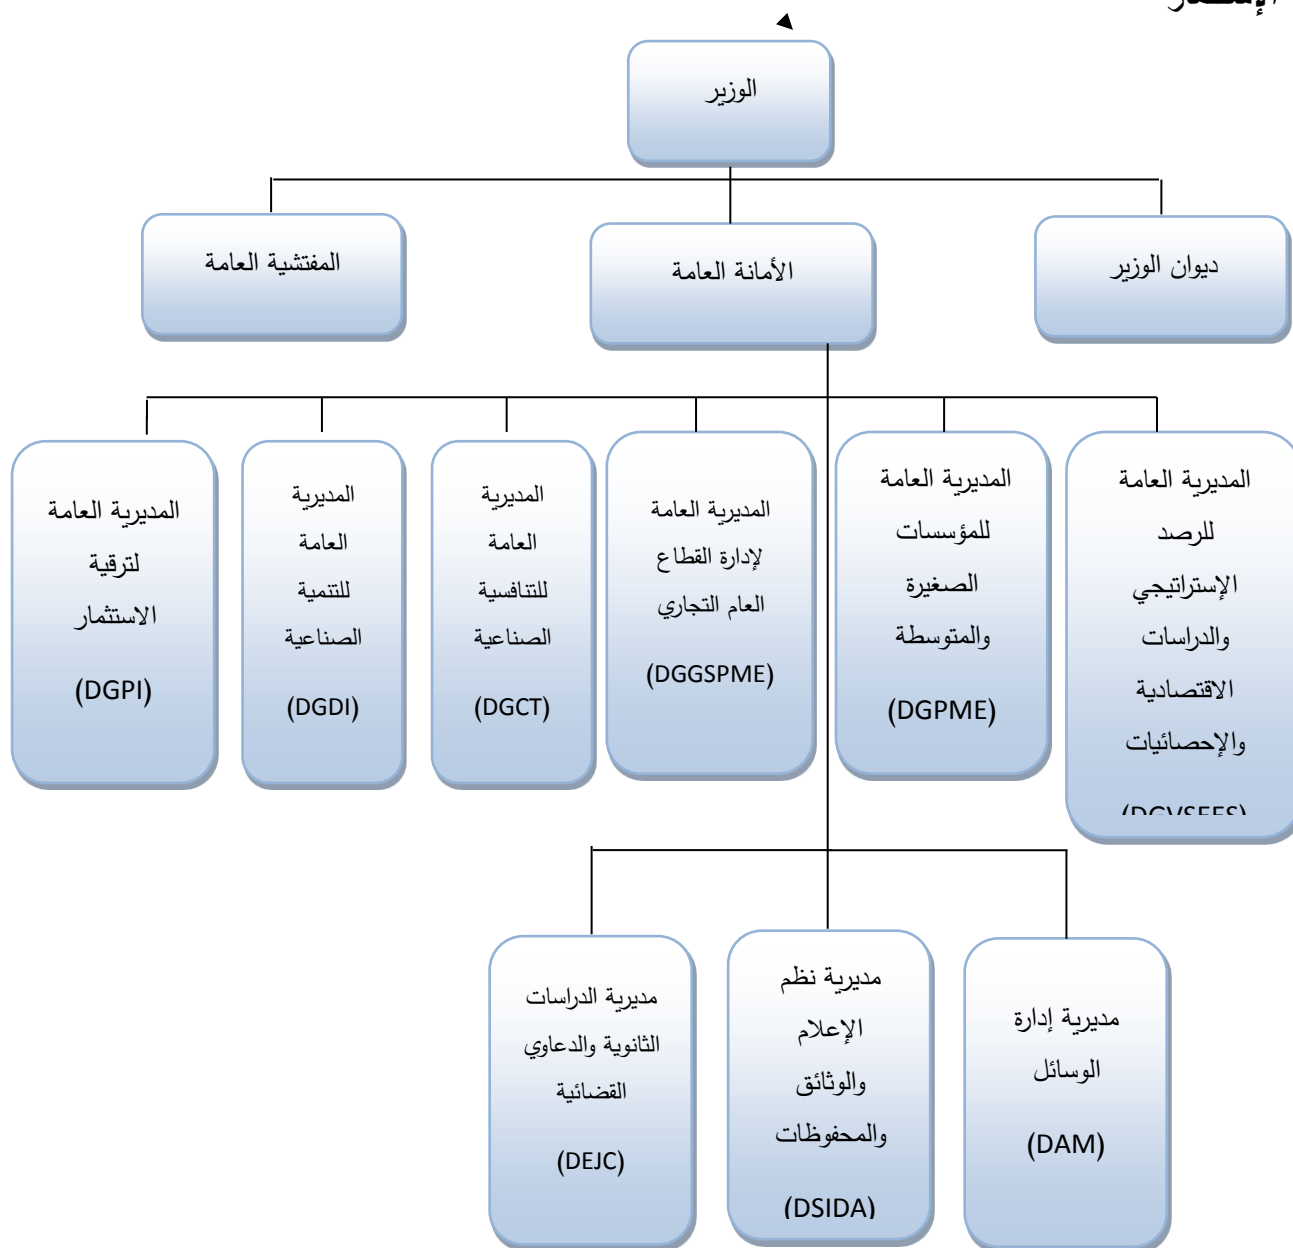 الوزير
ديوان الوزير
الأمانة العامة
المفتشية العامة
المديرية العامة
للرصد
الإستراتيجي
والدراسات
الاقتصادية
والإحصائيات
المديرية العامة
للمؤسسات
الصغيرة
والمتوسطة
(DGPME)
المديرية العامة
لإدارة القطاع
العام التجاري
(DGGSPME)
المديرية
العامة
للتنافسية
الصناعية
(DGCT)
المديرية
العامة
للتنمية
الصناعية
(DGDI)
المديرية العامة
لترقية
الاستثمار
(DGPI)
مديرية إدارة
الوسائل
(DAM)
مديرية نظم
الإعلام
والوثائق
والمحفوظات
(DSIDA)
مديرية الدراسات
الثانوية والدعاوي
القضائية
(DEJC)